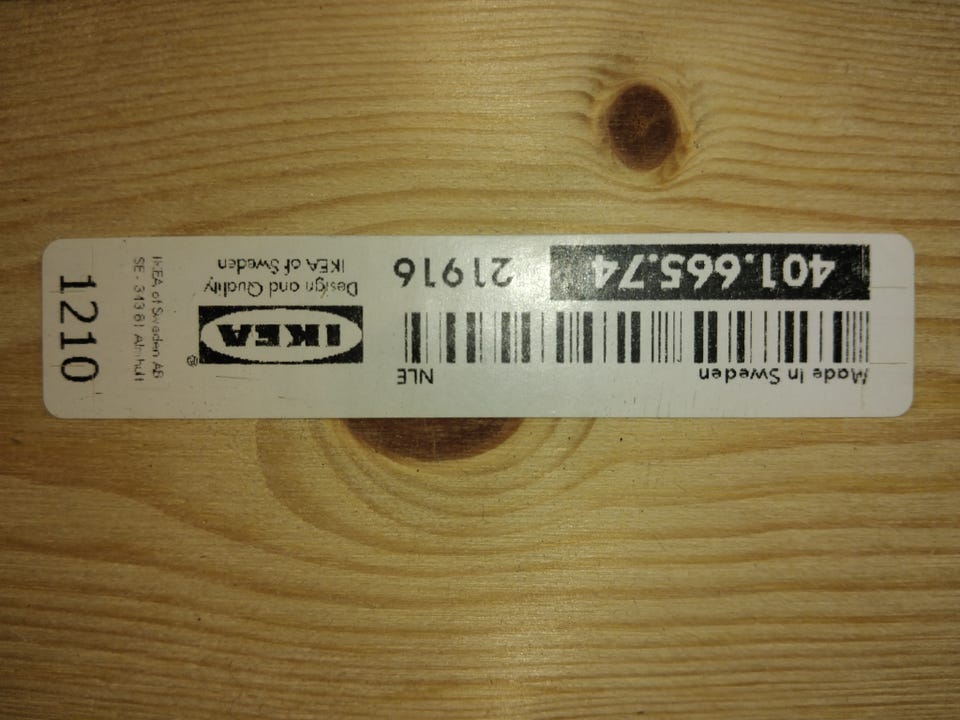 Made In Sweden NLE
401.665.74 21916
IKEA®
Design and Quality
IKEA of Sweden
IKEA of Sweden AB
SE - 343 81 Älmhult
1210